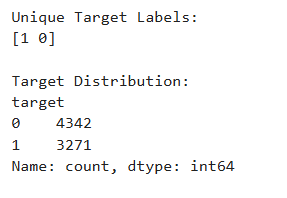 Unique Target Labels:
[1 0]
Target Distribution:
target
0    4342
1    3271
Name: count, dtype: int64